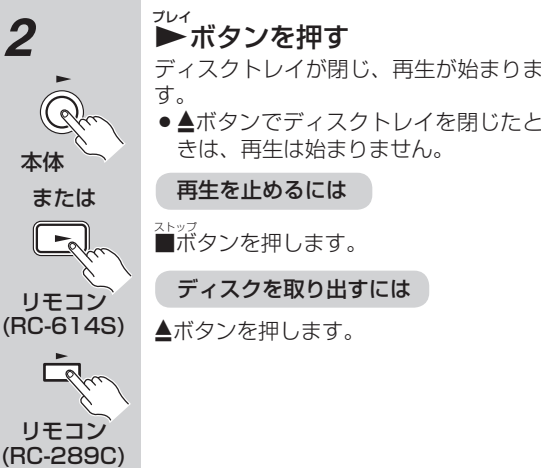 2
本体
または
リモコン
(RC-614S)
リモコン
(RC-289C)
プレイ
►ボタンを押す
ディスクトレイが閉じ、再生が始まりま
す。
●▲ボタンでディスクトレイを閉じたと
きは、再生は始まりません。
再生を止めるには
ストップ
■ボタンを押します。
ディスクを取り出すには
▲ボタンを押します。